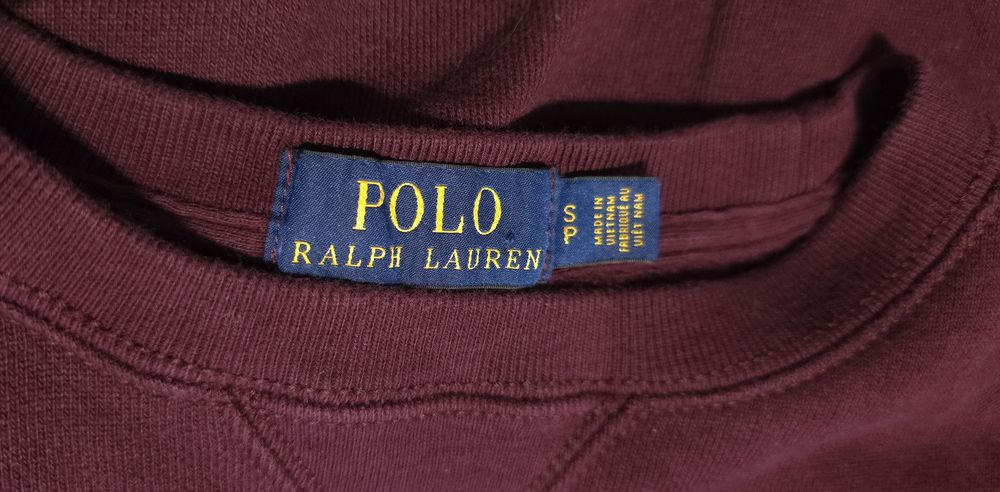 POLO
RALPH LAUREN
S
P
MADE IN
VIETNAM
FABRIQUÉ AU
VIÊT NAM